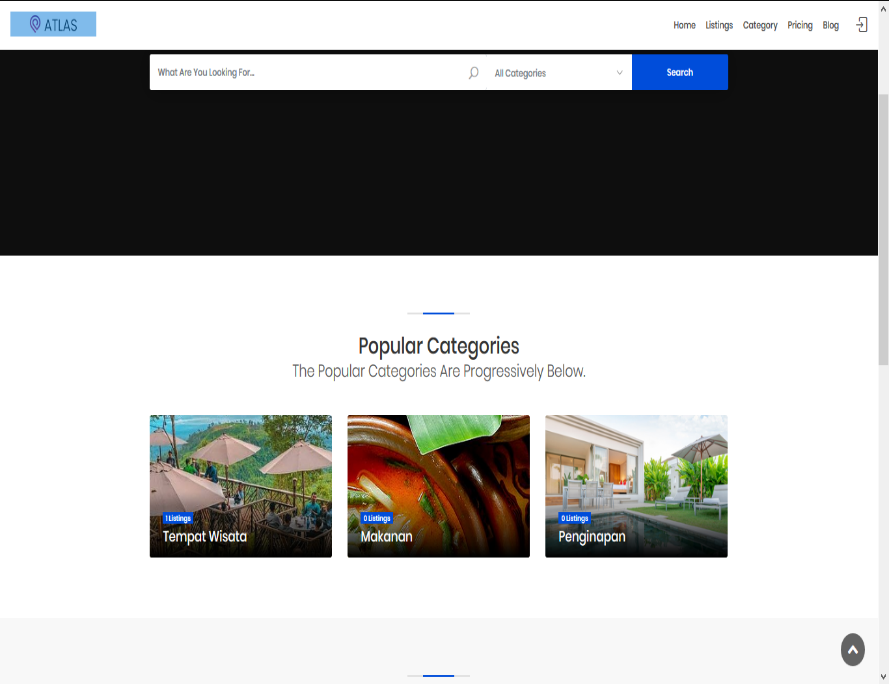 ATLAS
Home Listings Category Pricing Blog
What Are You Looking For... All Categories Search
Popular Categories
The Popular Categories Are Progressively Below.
1 Listings
Tempat Wisata
0 Listings
Makanan
0 Listings
Penginapan